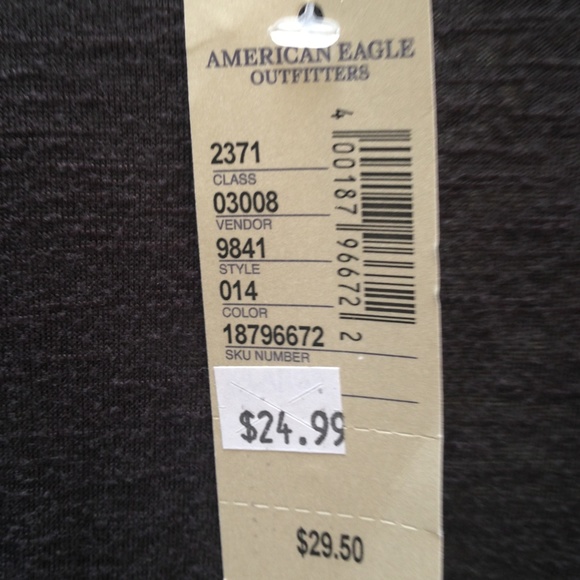 AMERICAN EAGLE
OUTFITTERS
2371
CLASS
03008
VENDOR
9841
STYLE
014
COLOR
18796672
SKU NUMBER
4 00187 96672 2
$24.99
$29.50